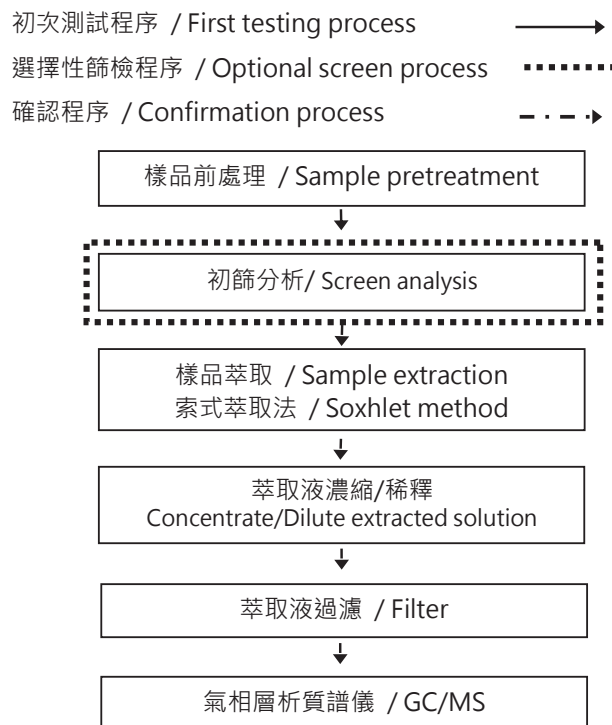 初次測試程序 / First testing process
選擇性篩檢程序 / Optional screen process
確認程序 / Confirmation process
樣品前處理 / Sample pretreatment
初篩分析/ Screen analysis
樣品萃取 / Sample extraction
索式萃取法 / Soxhlet method
萃取液濃縮/稀釋
Concentrate/Dilute extracted solution
萃取液過濾 / Filter
氣相層析質譜儀 / GC/MS